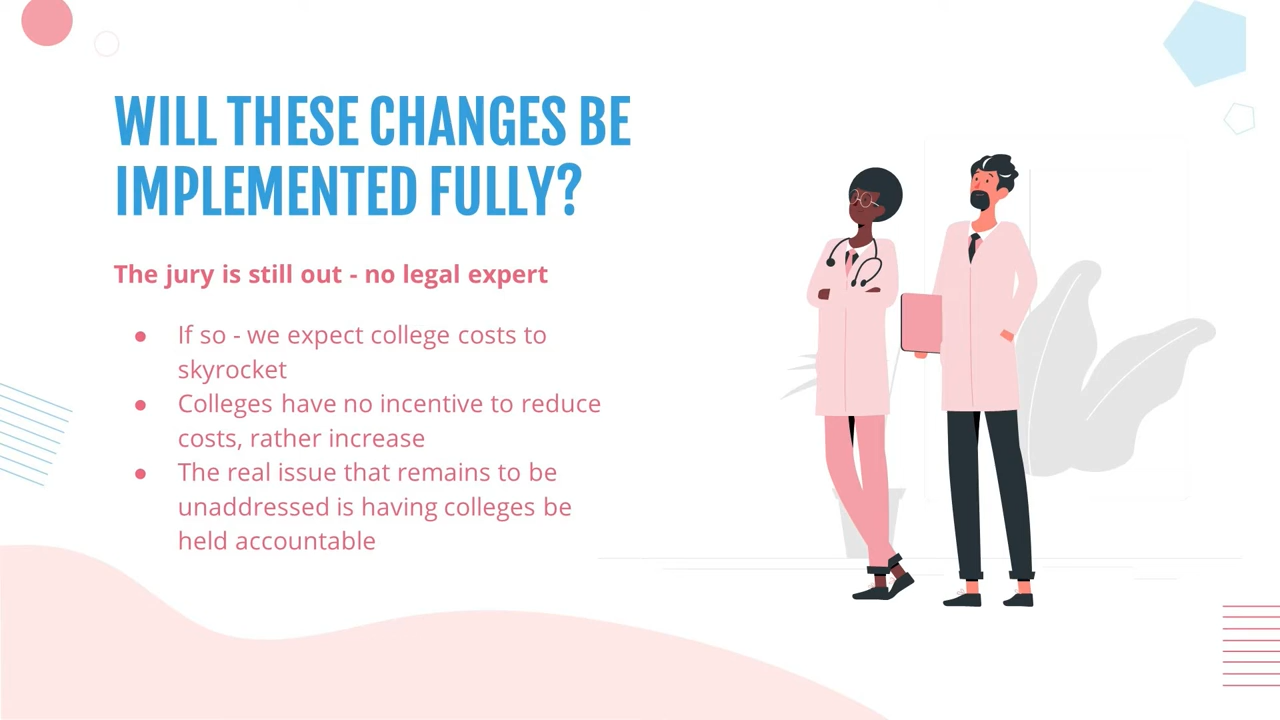 WILL THESE CHANGES BE
IMPLEMENTED FULLY?
The jury is still out - no legal expert
● If so - we expect college costs to
skyrocket
● Colleges have no incentive to reduce
costs, rather increase
● The real issue that remains to be
unaddressed is having colleges be
held accountable